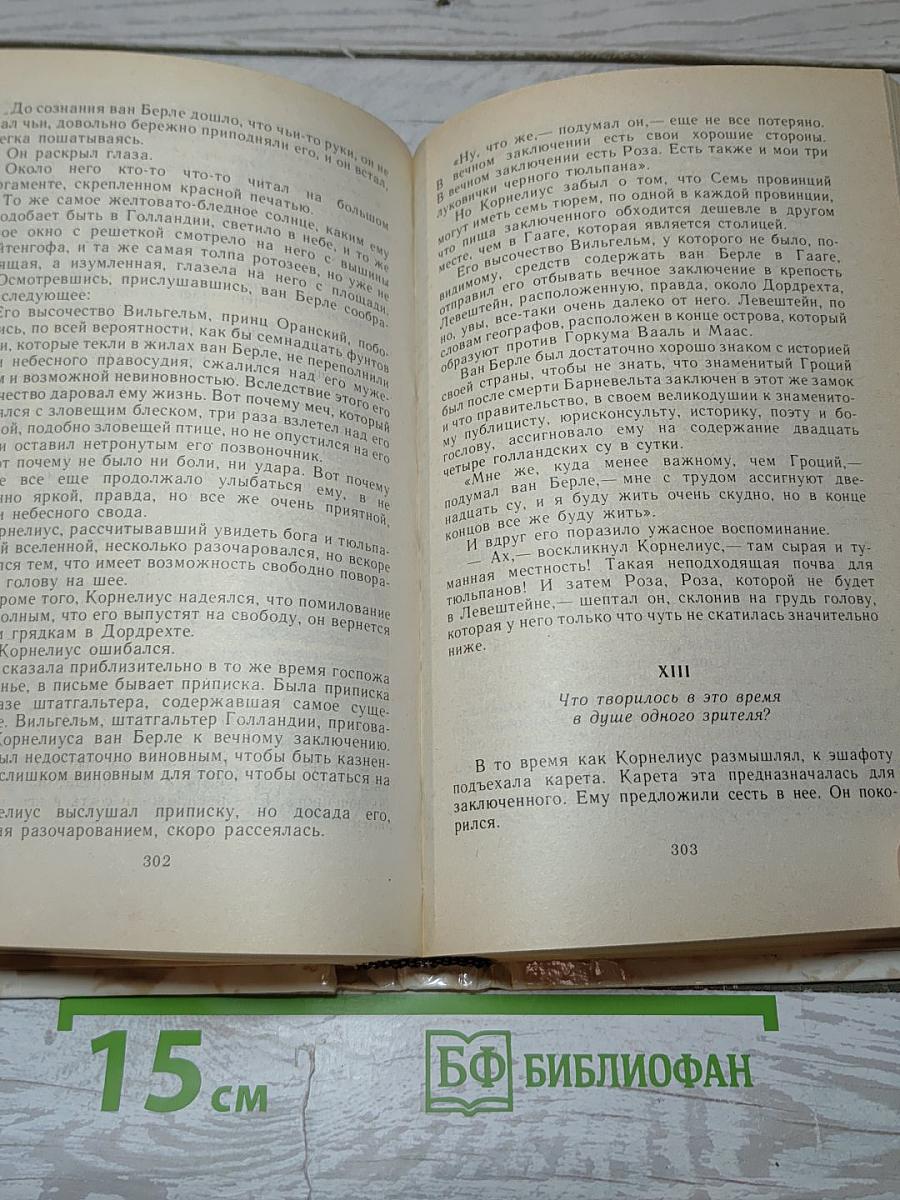 До сознания ван Берле дошло, что чьи-то руки, он не
ал чьи, довольно бережно приподняли его, и он встал,
егка пошатываясь.
Он раскрыл глаза.
Около него кто-то что-то читал на большом
ргаменте, скрепленном красной печатью.
То же самое желтовато-бледное солнце, каким ему
одобает быть в Голландии, светило в небе, и то же
ое окно с решеткой смотрело на него с вышины
йтенгофа, и та же самая толпа ротозеев, но уже не
ящая, а изумленная, глазела на него с площади.
Осмотревшись, прислушавшись, ван Берле сообра-
следующее:
Его высочество Вильгельм, принц Оранский, побо-
ись, по всей вероятности, как бы семнадцать фунтов
и, которые текли в жилах ван Берле, не переполнили
и небесного правосудия, сжалился над его муже-
м и возможной невиновностью. Вследствие этого его
чество даровал ему жизнь. Вот почему меч, который
ялся с зловещим блеском, три раза взлетел над его
ой, подобно зловещей птице, но не опустился на его
и оставил нетронутым его позвоночник.
от почему не было ни боли, ни удара. Вот почему
е все еще продолжало улыбаться ему, в не
нно яркой, правда, но все же очень приятной,
и небесного свода.
рнелиус, рассчитывавший увидеть бога и тюльпа-
й вселенной, несколько разочаровался, но вскоре
лся тем, что имеет возможность свободно повора-
голову на шее.
роме того, Корнелиус надеялся, что помилование
олным, что его выпустят на свободу, он вернется
м грядкам в Дордрехте.
Корнелиус ошибался.
сказала приблизительно в то же время госпожа
нье, в письме бывает приписка. Была приписка
азе штатгальтера, содержавшая самое суще-
е. Вильгельм, штатгальтер Голландии, пригова-
Корнелиуса ван Берле к вечному заключению.
ыл недостаточно виновным, чтобы быть казнен-
слишком виновным для того, чтобы остаться на
нелиус выслушал приписку, но досада его,
ая разочарованием, скоро рассеялась.
302
«Ну, что же,— подумал он,— еще не все потеряно.
В вечном заключении есть свои хорошие стороны.
В вечном заключении есть Роза. Есть также и мои три
луковички черного тюльпана».
Но Корнелиус забыл о том, что Семь провинций
могут иметь семь тюрем, по одной в каждой провинции,
что пища заключенного обходится дешевле в другом
месте, чем в Гааге, которая является столицей.
Его высочество Вильгельм, у которого не было, по-
видимому, средств содержать ван Берле в Гааге,
отправил его отбывать вечное заключение в крепость
Левештейн, расположенную, правда, около Дордрехта,
но, увы, все-таки очень далеко от него. Левештейн, по
словам географов, расположен в конце острова, который
образуют против Горкума Вааль и Маас.
Ван Берле был достаточно хорошо знаком с историей
своей страны, чтобы не знать, что знаменитый Гроций
был после смерти Барневельта заключен в этот же замок
и что правительство, в своем великодушии к знаменито-
му публицисту, юрисконсульту, историку, поэту и бо-
гослову, ассигновало ему на содержание двадцать
четыре голландских су в сутки.
«Мне же, куда менее важному, чем Гроций,—
подумал ван Берле,— мне с трудом ассигнуют две-
надцать су, и я буду жить очень скудно, но в конце
концов все же буду жить».
И вдруг его поразило ужасное воспоминание.
— Ах,— воскликнул Корнелиус,— там сырая и ту-
манная местность! Такая неподходящая почва для
тюльпанов! И затем Роза, Роза, которой не будет
в Левештейне,— шептал он, склонив на грудь голову,
которая у него только что чуть не скатилась значительно
ниже.
XIII
Что творилось в это время
в душе одного зрителя?
В то время как Корнелиус размышлял, к эшафоту
подъехала карета. Карета эта предназначалась для
заключенного. Ему предложили сесть в нее. Он поко-
рился.
303
15 см
БФ БИБЛИОФАН